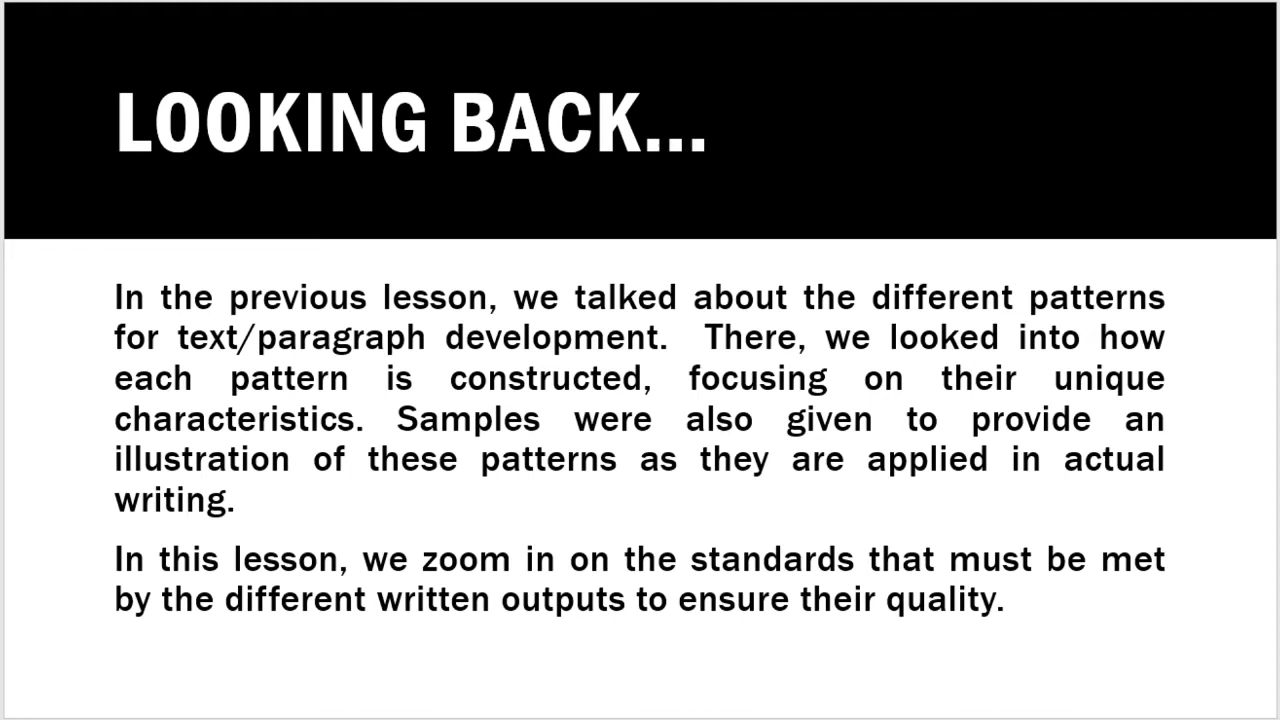 LOOKING BACK...
In the previous lesson, we talked about the different patterns
for text/paragraph development.  There, we looked into how
each pattern is constructed, focusing on their unique
characteristics. Samples were also given to provide an
illustration of these patterns as they are applied in actual
writing.
In this lesson, we zoom in on the standards that must be met
by the different written outputs to ensure their quality.